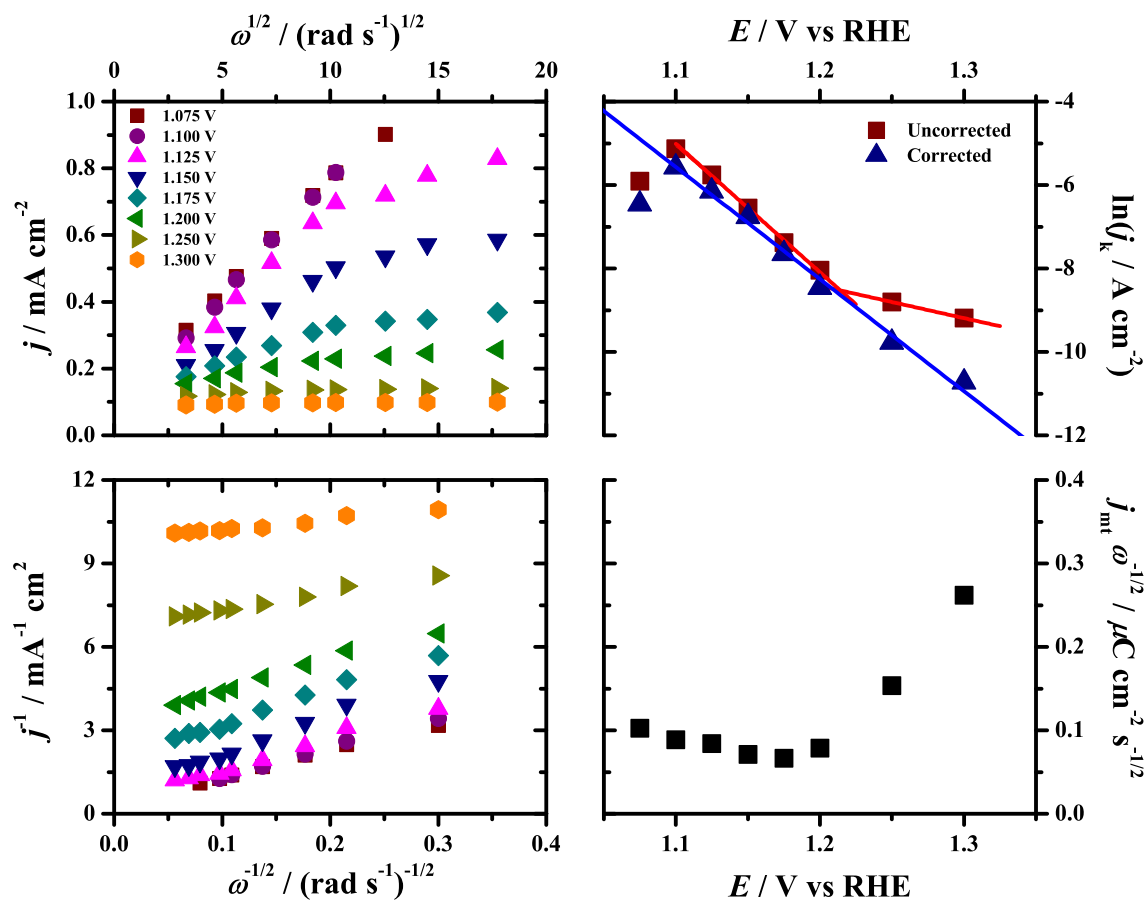 ω^1/2 / (rad s^-1)^1/2
0 5 10 15 20
1.0
0.8
0.6
0.4
0.2
0.0
j / mA cm^-2
1.075 V
1.100 V
1.125 V
1.150 V
1.175 V
1.200 V
1.250 V
1.300 V
E / V vs RHE
1.1 1.2 1.3
Uncorrected
Corrected
-4
-6
-8
-10
-12
ln(j_k / A cm^-2)
12
9
6
3
0
j^-1 / mA^-1 cm^2
0.0 0.1 0.2 0.3 0.4
ω^-1/2 / (rad s^-1)^-1/2
0.4
0.3
0.2
0.1
0.0
j_mt ω^-1/2 / μC cm^-2 s^-1/2
1.1 1.2 1.3
E / V vs RHE